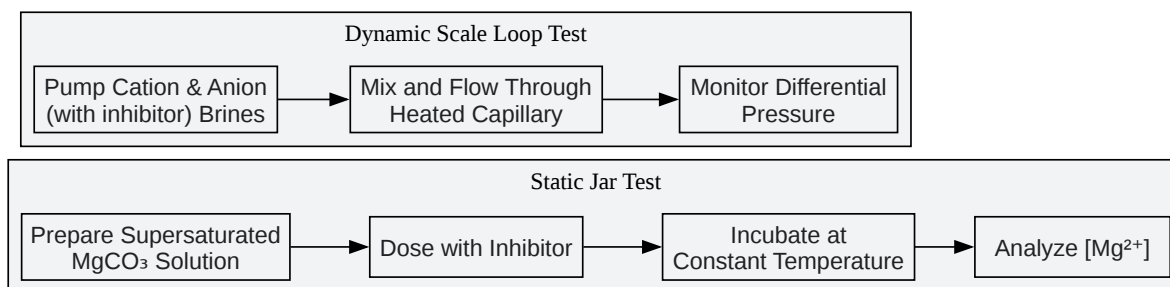 Dynamic Scale Loop Test
Pump Cation & Anion
(with inhibitor) Brines
Mix and Flow Through
Heated Capillary
Monitor Differential
Pressure
Static Jar Test
Prepare Supersaturated
MgCO₃ Solution
Dose with Inhibitor
Incubate at
Constant Temperature
Analyze [Mg²⁺]